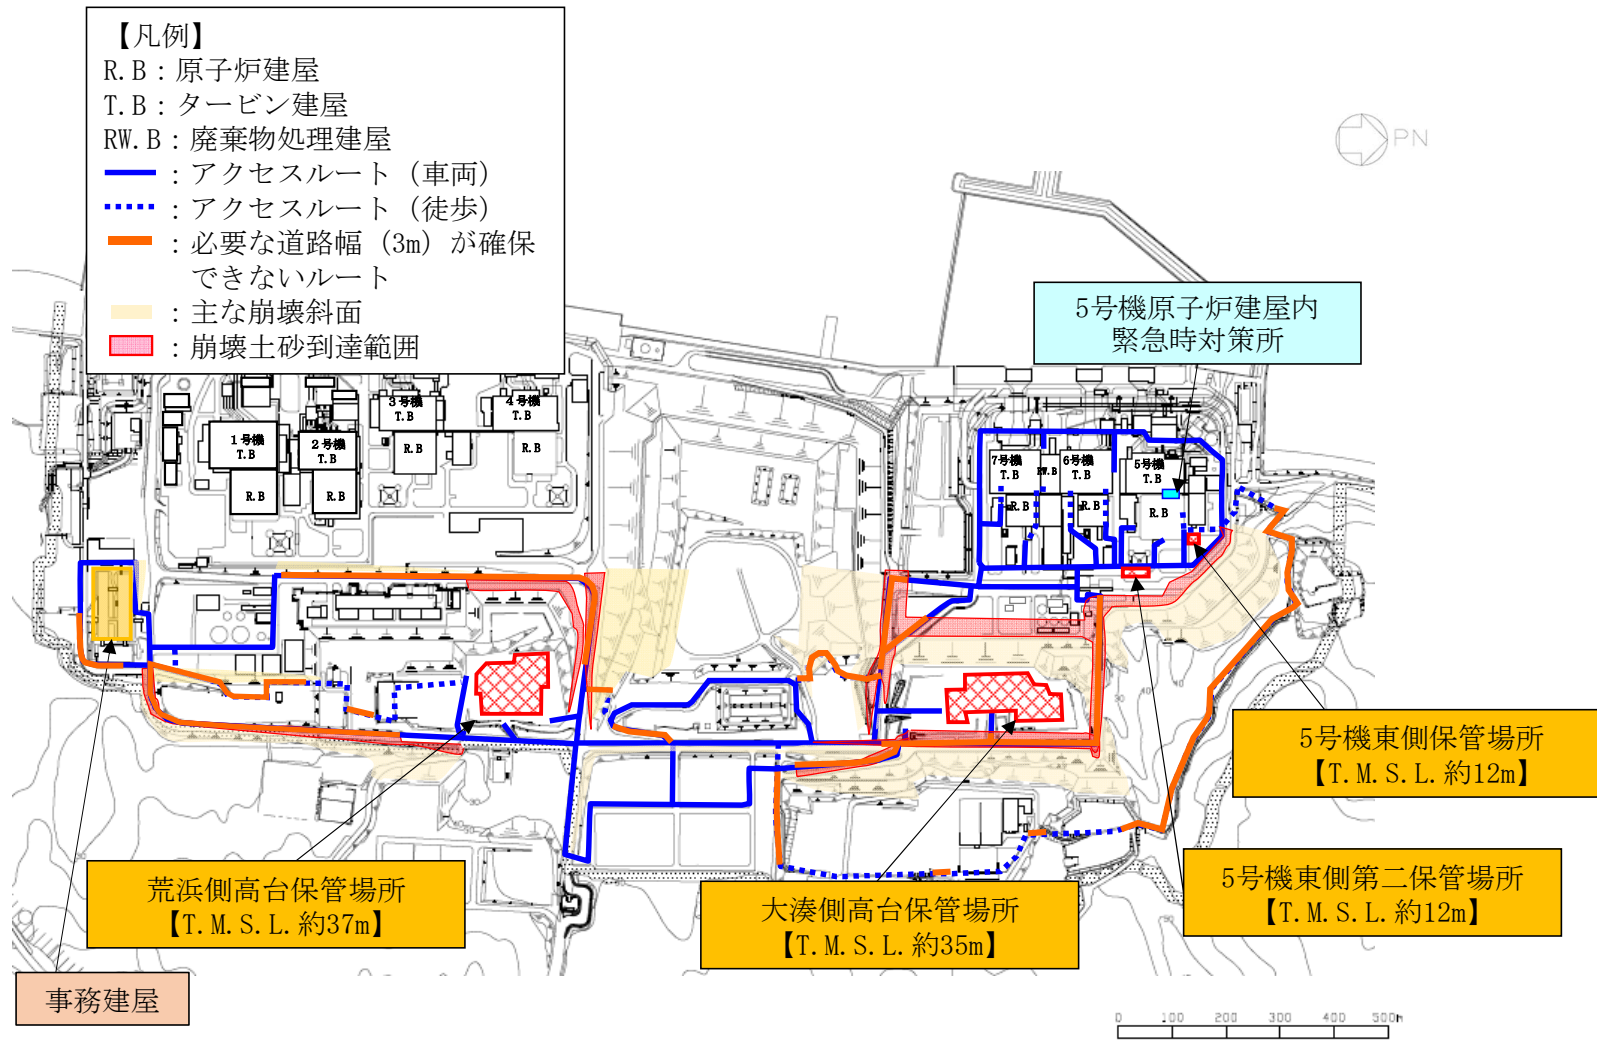 【凡例】
R.B：原子炉建屋
T.B：タービン建屋
RW.B：廃棄物処理建屋
：アクセスルート（車両）
：アクセスルート（徒歩）
：必要な道路幅（3m）が確保
できないルート
：主な崩壊斜面
：崩壊土砂到達範囲
PN
5号機原子炉建屋内
緊急時対策所
1号機
T.B
R.B
2号機
T.B
R.B
3号機
T.B
R.B
4号機
T.B
R.B
7号機
T.B
R.B
RW.B
6号機
T.B
R.B
5号機
T.B
R.B
5号機東側保管場所
【T.M.S.L.約12m】
5号機東側第二保管場所
【T.M.S.L.約12m】
荒浜側高台保管場所
【T.M.S.L.約37m】
大湊側高台保管場所
【T.M.S.L.約35m】
事務建屋
0 100 200 300 400 500m